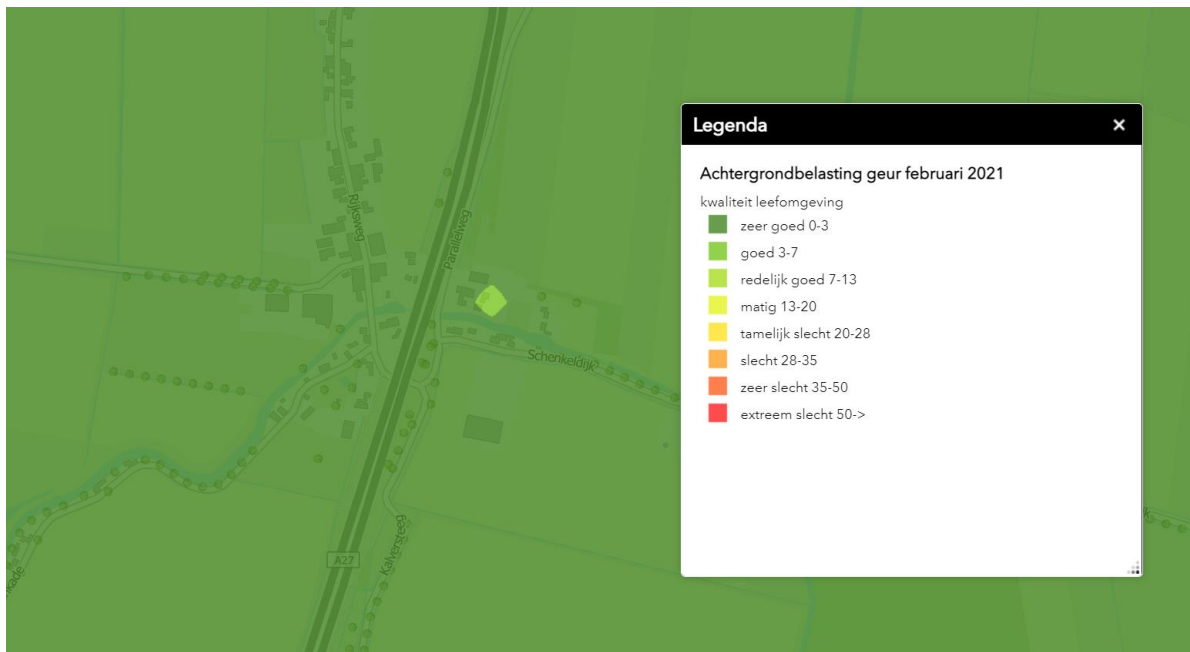 Rijksweg
Parallelweg
Schenkeldijk
A27
Kalversteeg
kade
Legenda
×
Achtergrondbelasting geur februari 2021
kwaliteit leefomgeving
zeer goed 0-3
goed 3-7
redelijk goed 7-13
matig 13-20
tamelijk slecht 20-28
slecht 28-35
zeer slecht 35-50
extreem slecht 50->